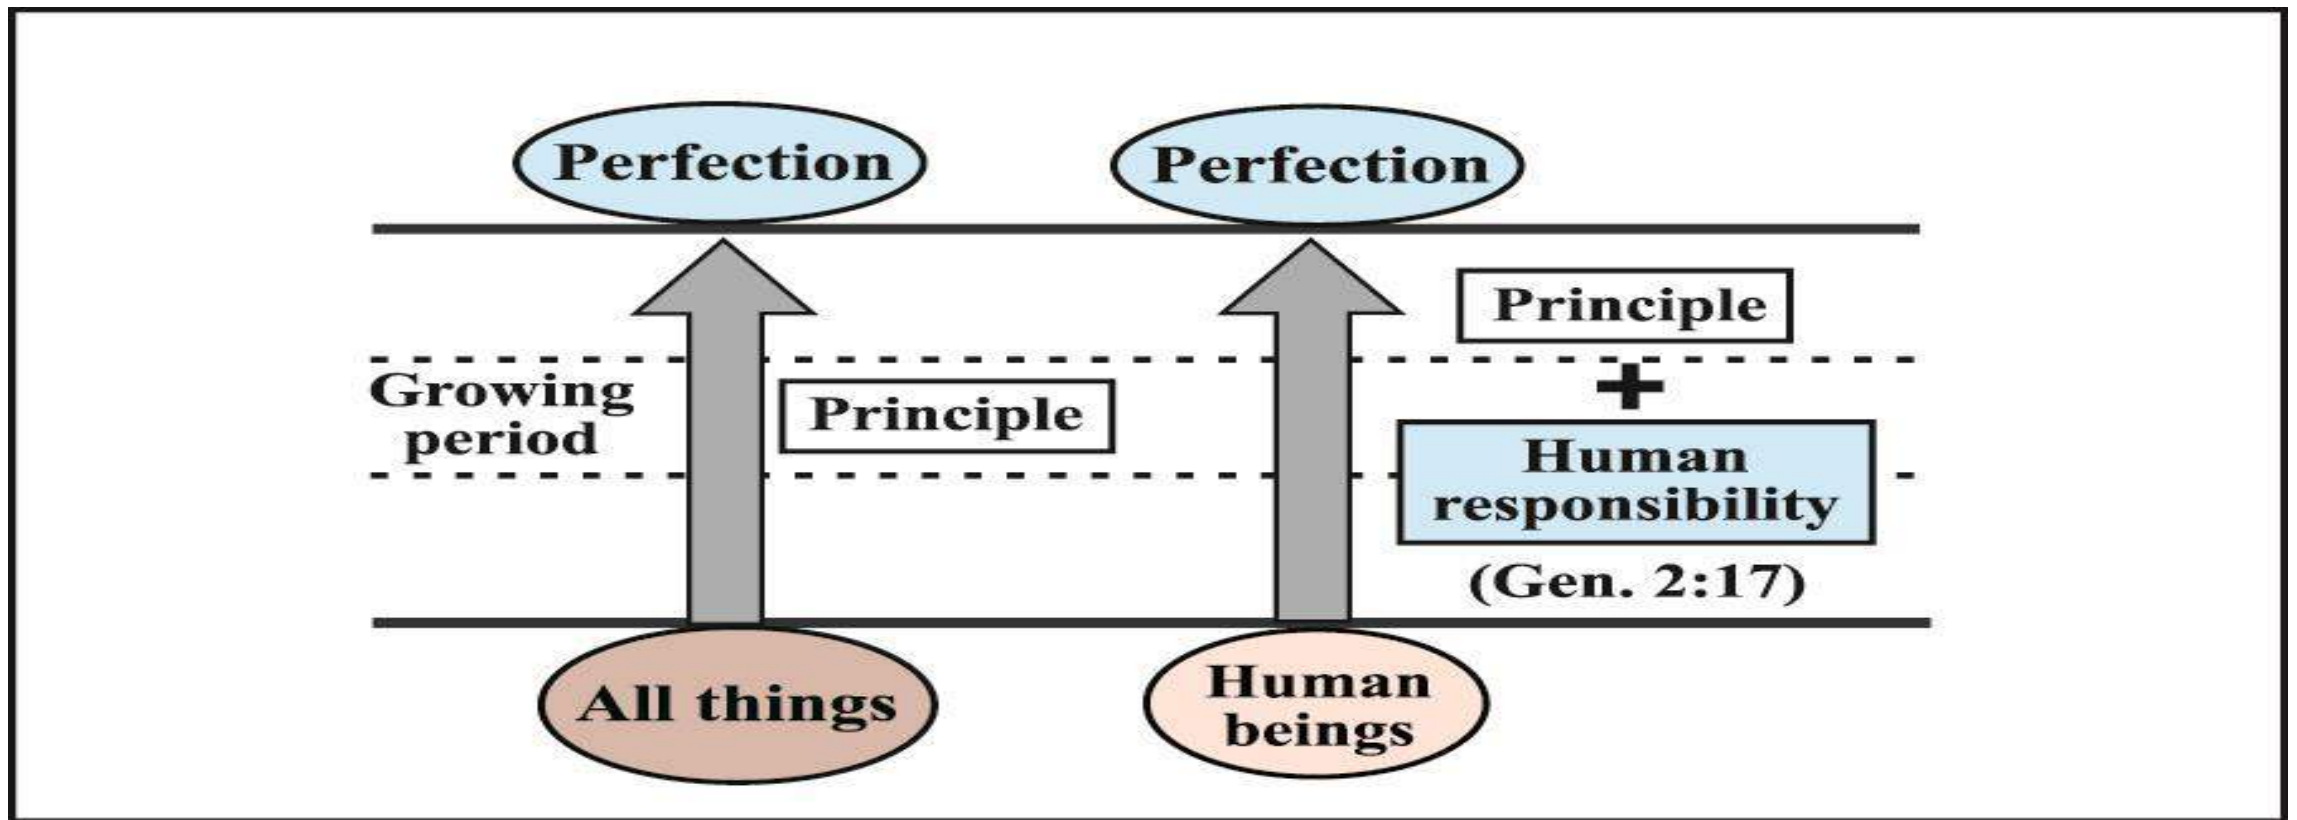 Perfection
Perfection
Principle
+
Growing
period
Principle
Human
responsibility
(Gen. 2:17)
All things
Human
beings